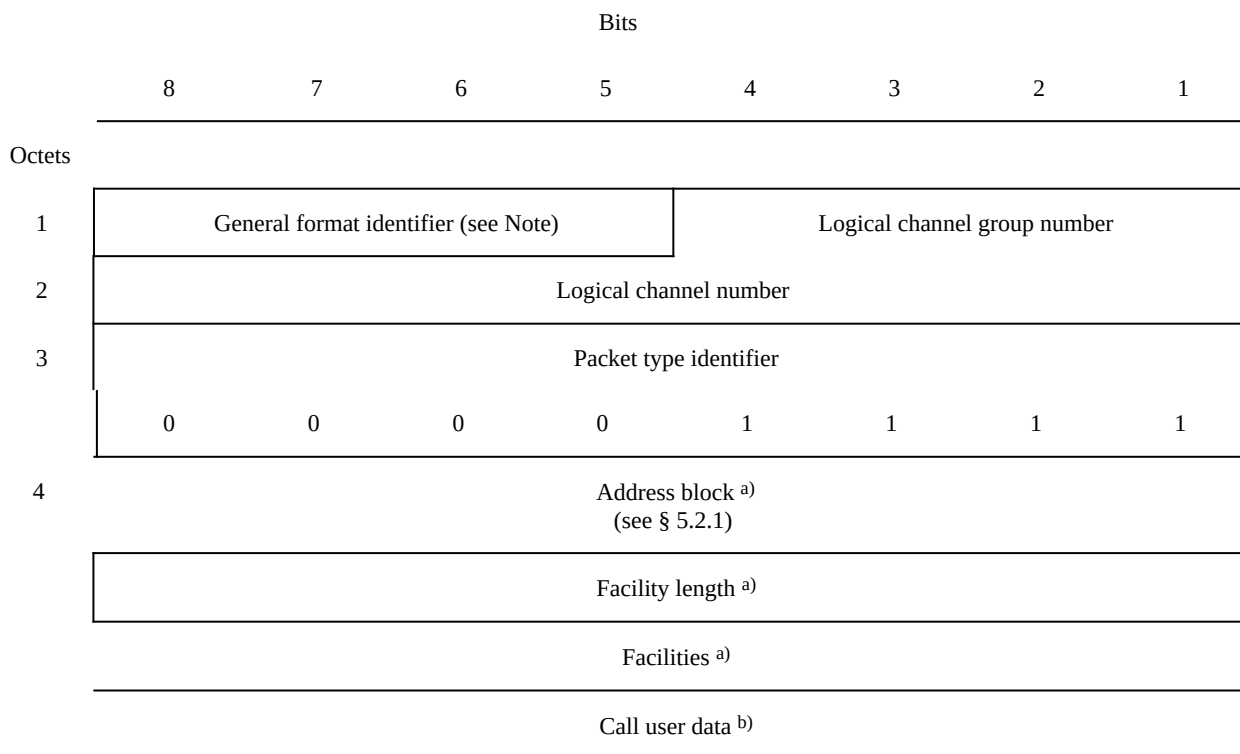 Bits
8 7 6 5 4 3 2 1
Octets
1 General format identifier (see Note) Logical channel group number
2 Logical channel number
3 Packet type identifier
0 0 0 0 1 1 1 1
4 Address block a)
(see § 5.2.1)
Facility length a)
Facilities a)
Call user data b)